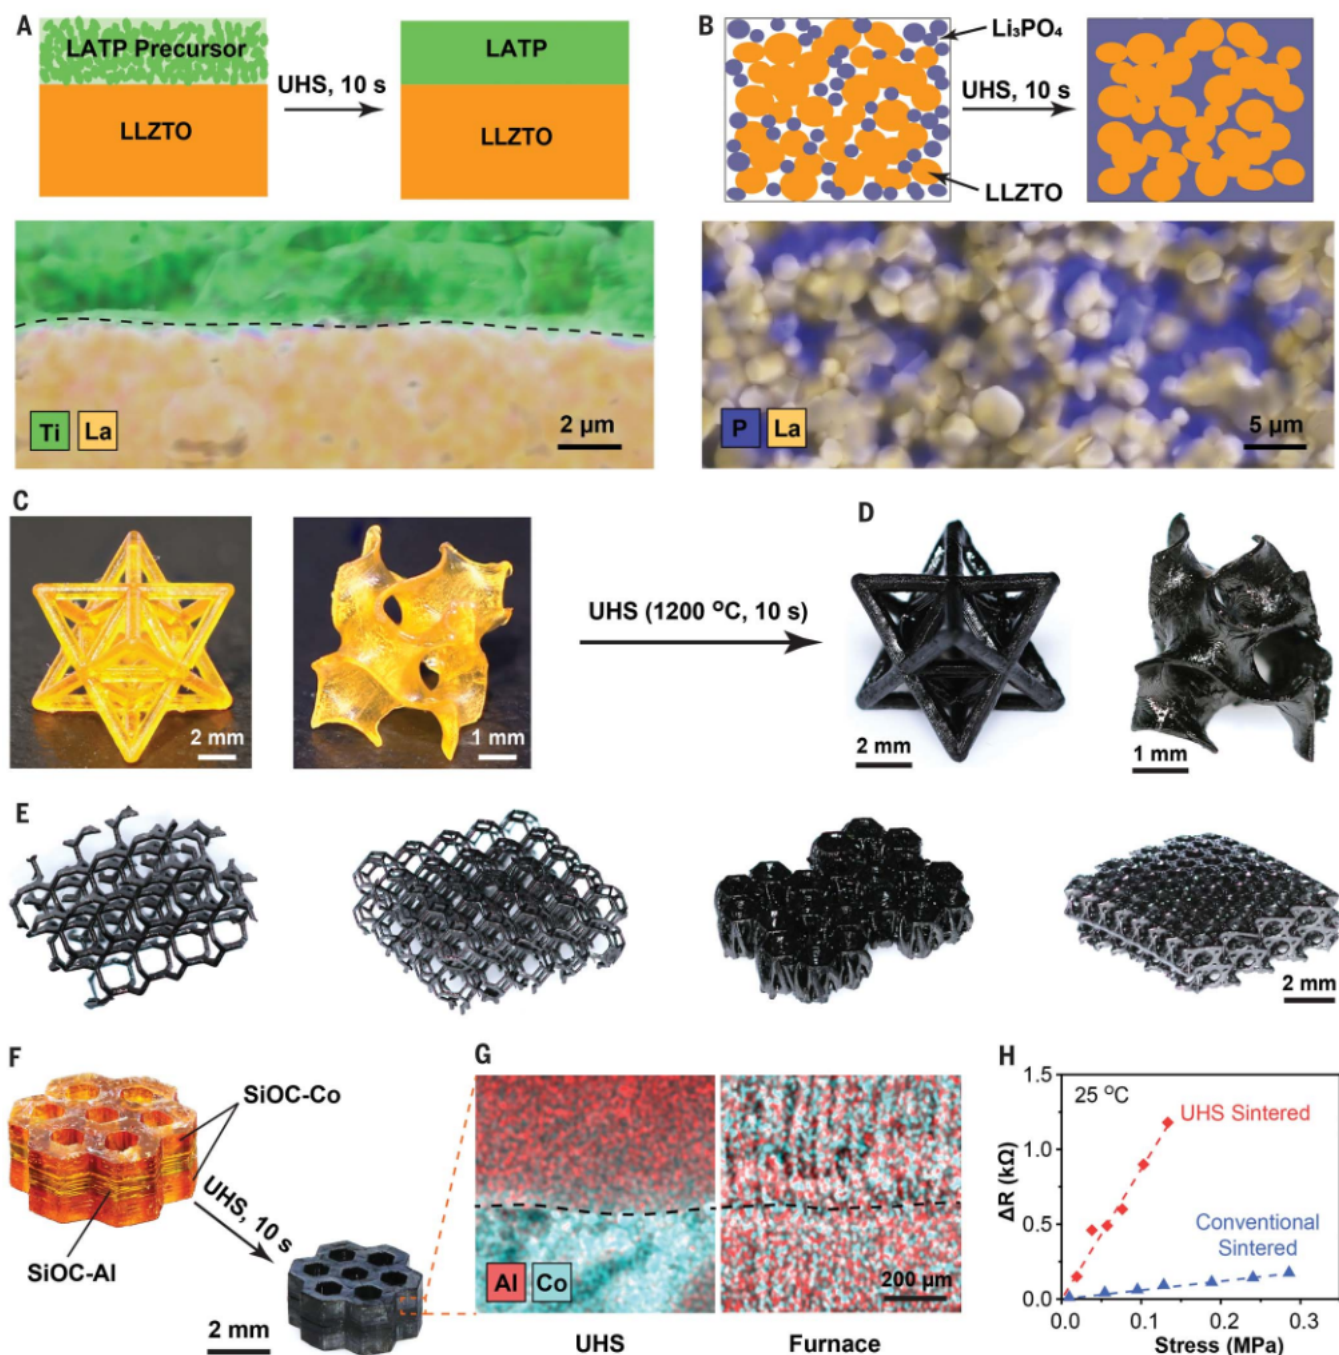 A
LATP Precursor
LLZTO
UHS, 10 s
LATP
LLZTO
Ti
La
2 µm
B
Li₃PO₄
UHS, 10 s
LLZTO
P
La
5 µm
C
2 mm
1 mm
UHS (1200 °C, 10 s)
D
2 mm
1 mm
E
2 mm
F
SiOC-Co
UHS, 10 s
SiOC-Al
2 mm
G
Al
Co
200 µm
UHS
Furnace
H
25 °C
UHS Sintered
Conventional
Sintered
ΔR (kΩ)
1.5
1.0
0.5
0.0
0.0
0.1
0.2
0.3
Stress (MPa)